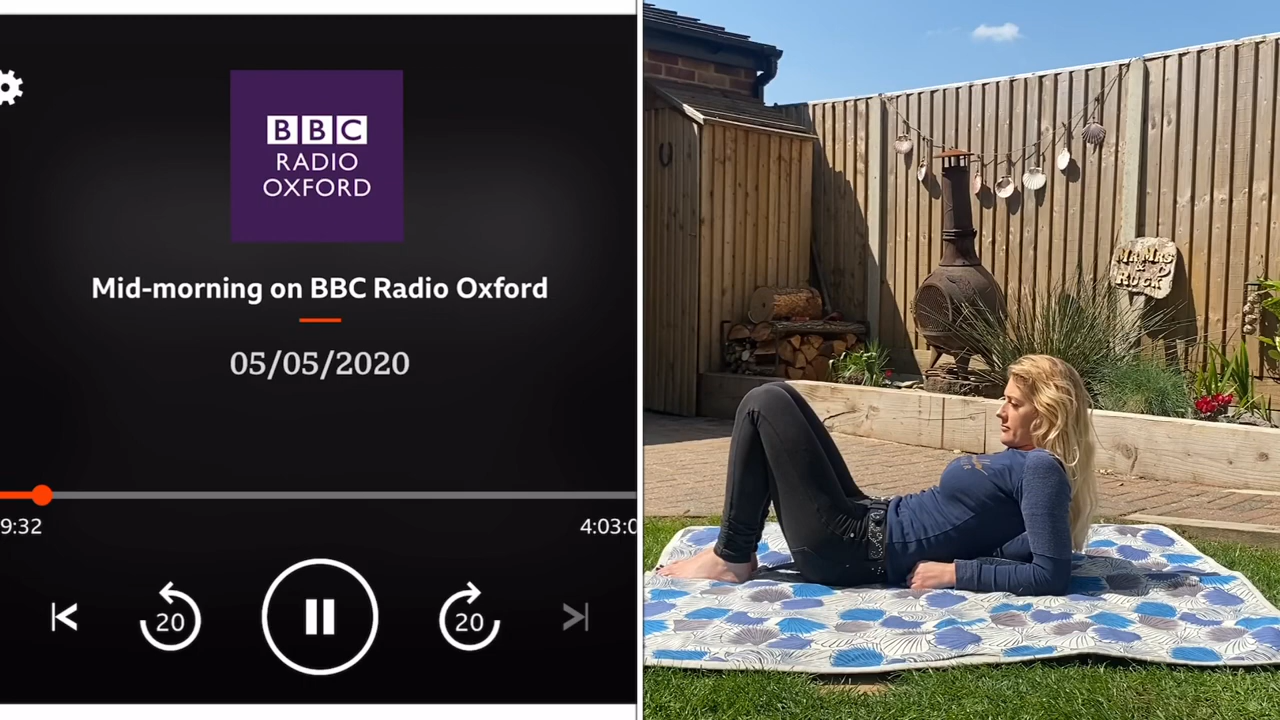 BBC
RADIO
OXFORD
Mid-morning on BBC Radio Oxford
05/05/2020
9:32
4:03:0
20
20
Mr & Mrs
Rock